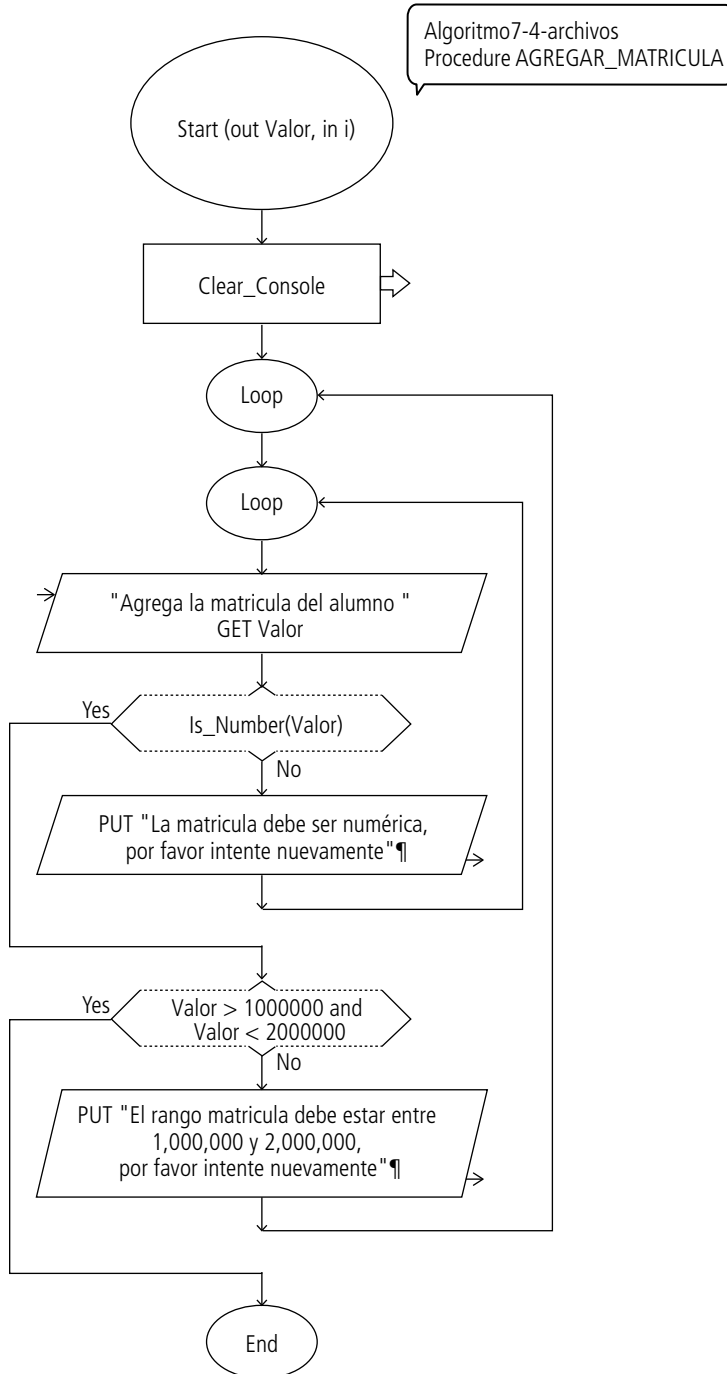 Algoritmo7-4-archivos
Procedure AGREGAR_MATRICULA
Start (out Valor, in i)
Clear_Console
Loop
Loop
"Agrega la matricula del alumno "
GET Valor
Yes
Is_Number(Valor)
No
PUT "La matricula debe ser numérica,
por favor intente nuevamente"¶
Yes
Valor > 1000000 and
Valor < 2000000
No
PUT "El rango matricula debe estar entre
1,000,000 y 2,000,000,
por favor intente nuevamente"¶
End